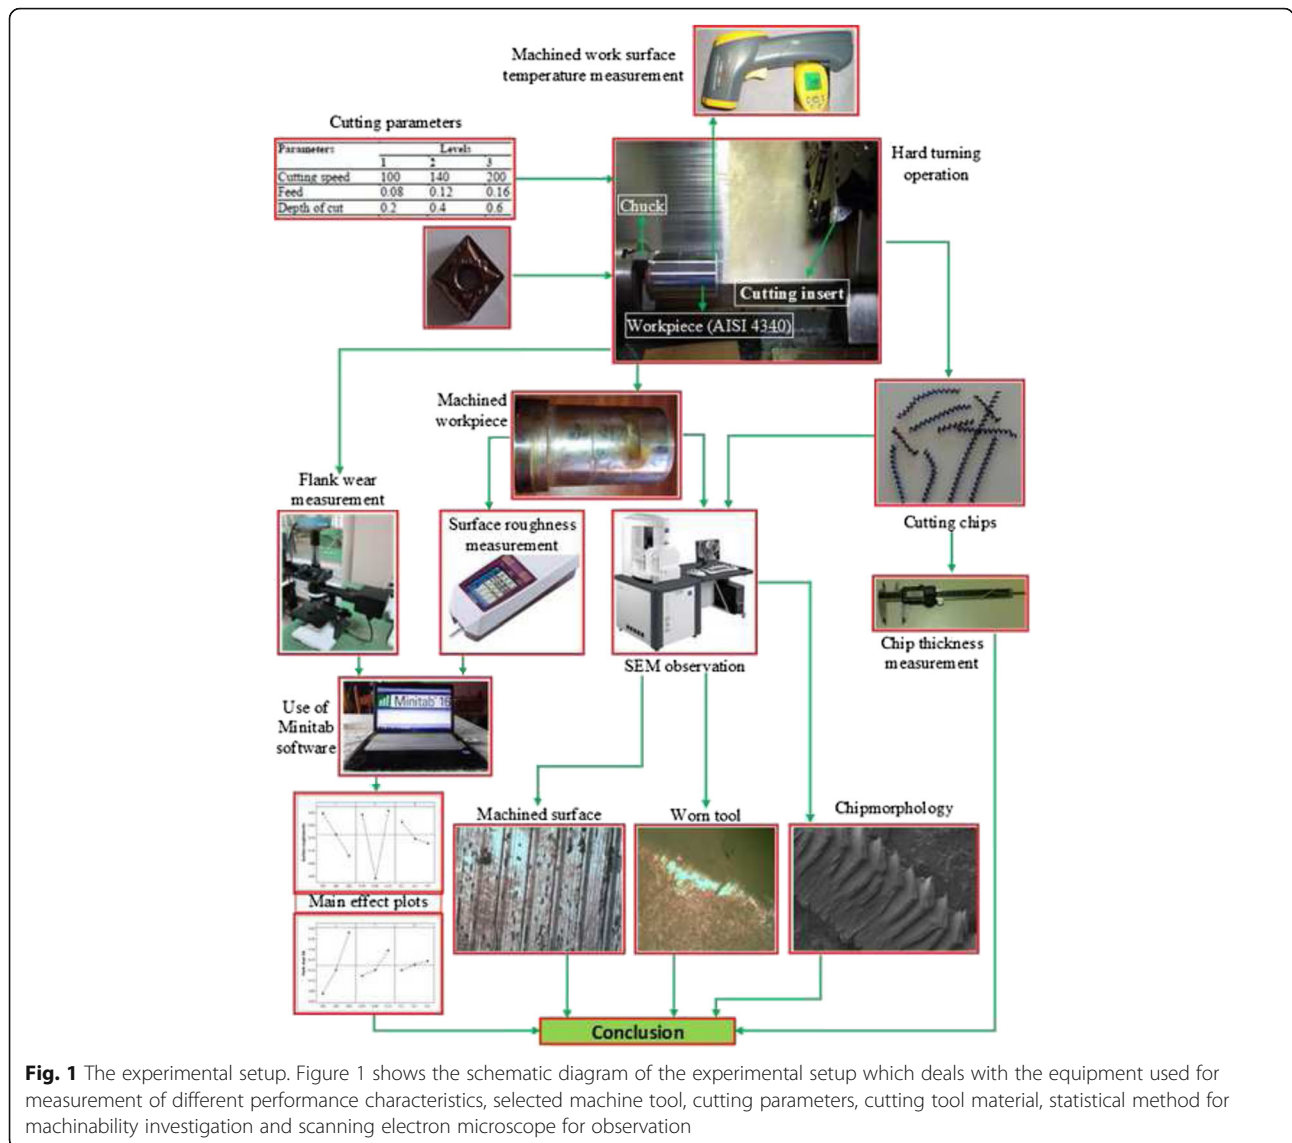 Machined work surface
temperature measurement
Cutting parameters
Parameters Levels
1 2 3
Cutting speed 100 140 200
Feed 0.08 0.12 0.16
Depth of cut 0.2 0.4 0.6
Hard turning
operation
Chuck
Cutting insert
Workpiece (AISI 4340)
Machined
workpiece
Flank wear
measurement
Surface roughness
measurement
Cutting chips
SEM observation
Chip thickness
measurement
Use of
Minitab
software
Minitab 16
Machined surface
Worn tool
Chipmorphology
Main effect plots
Conclusion
Fig. 1 The experimental setup. Figure 1 shows the schematic diagram of the experimental setup which deals with the equipment used for
measurement of different performance characteristics, selected machine tool, cutting parameters, cutting tool material, statistical method for
machinability investigation and scanning electron microscope for observation